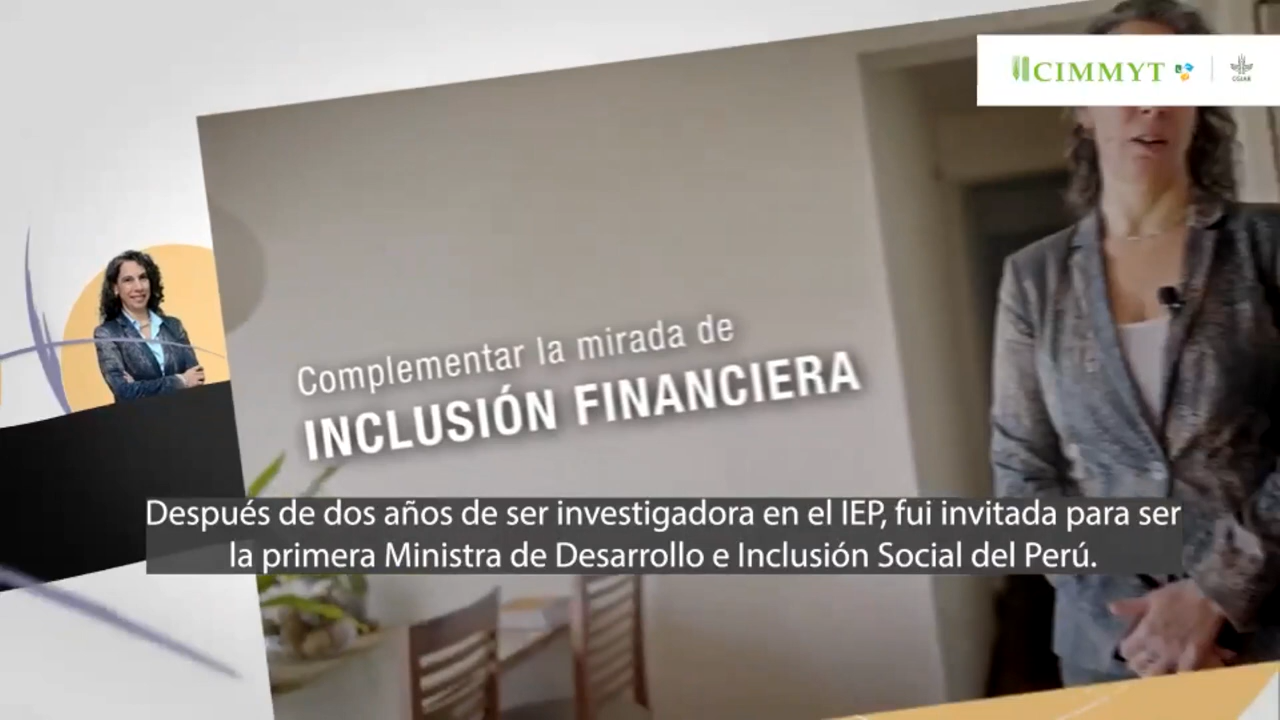 CIMMYT
CGIAR
Complementar la mirada de
INCLUSIÓN FINANCIERA
Después de dos años de ser investigadora en el IEP, fui invitada para ser
la primera Ministra de Desarrollo e Inclusión Social del Perú.